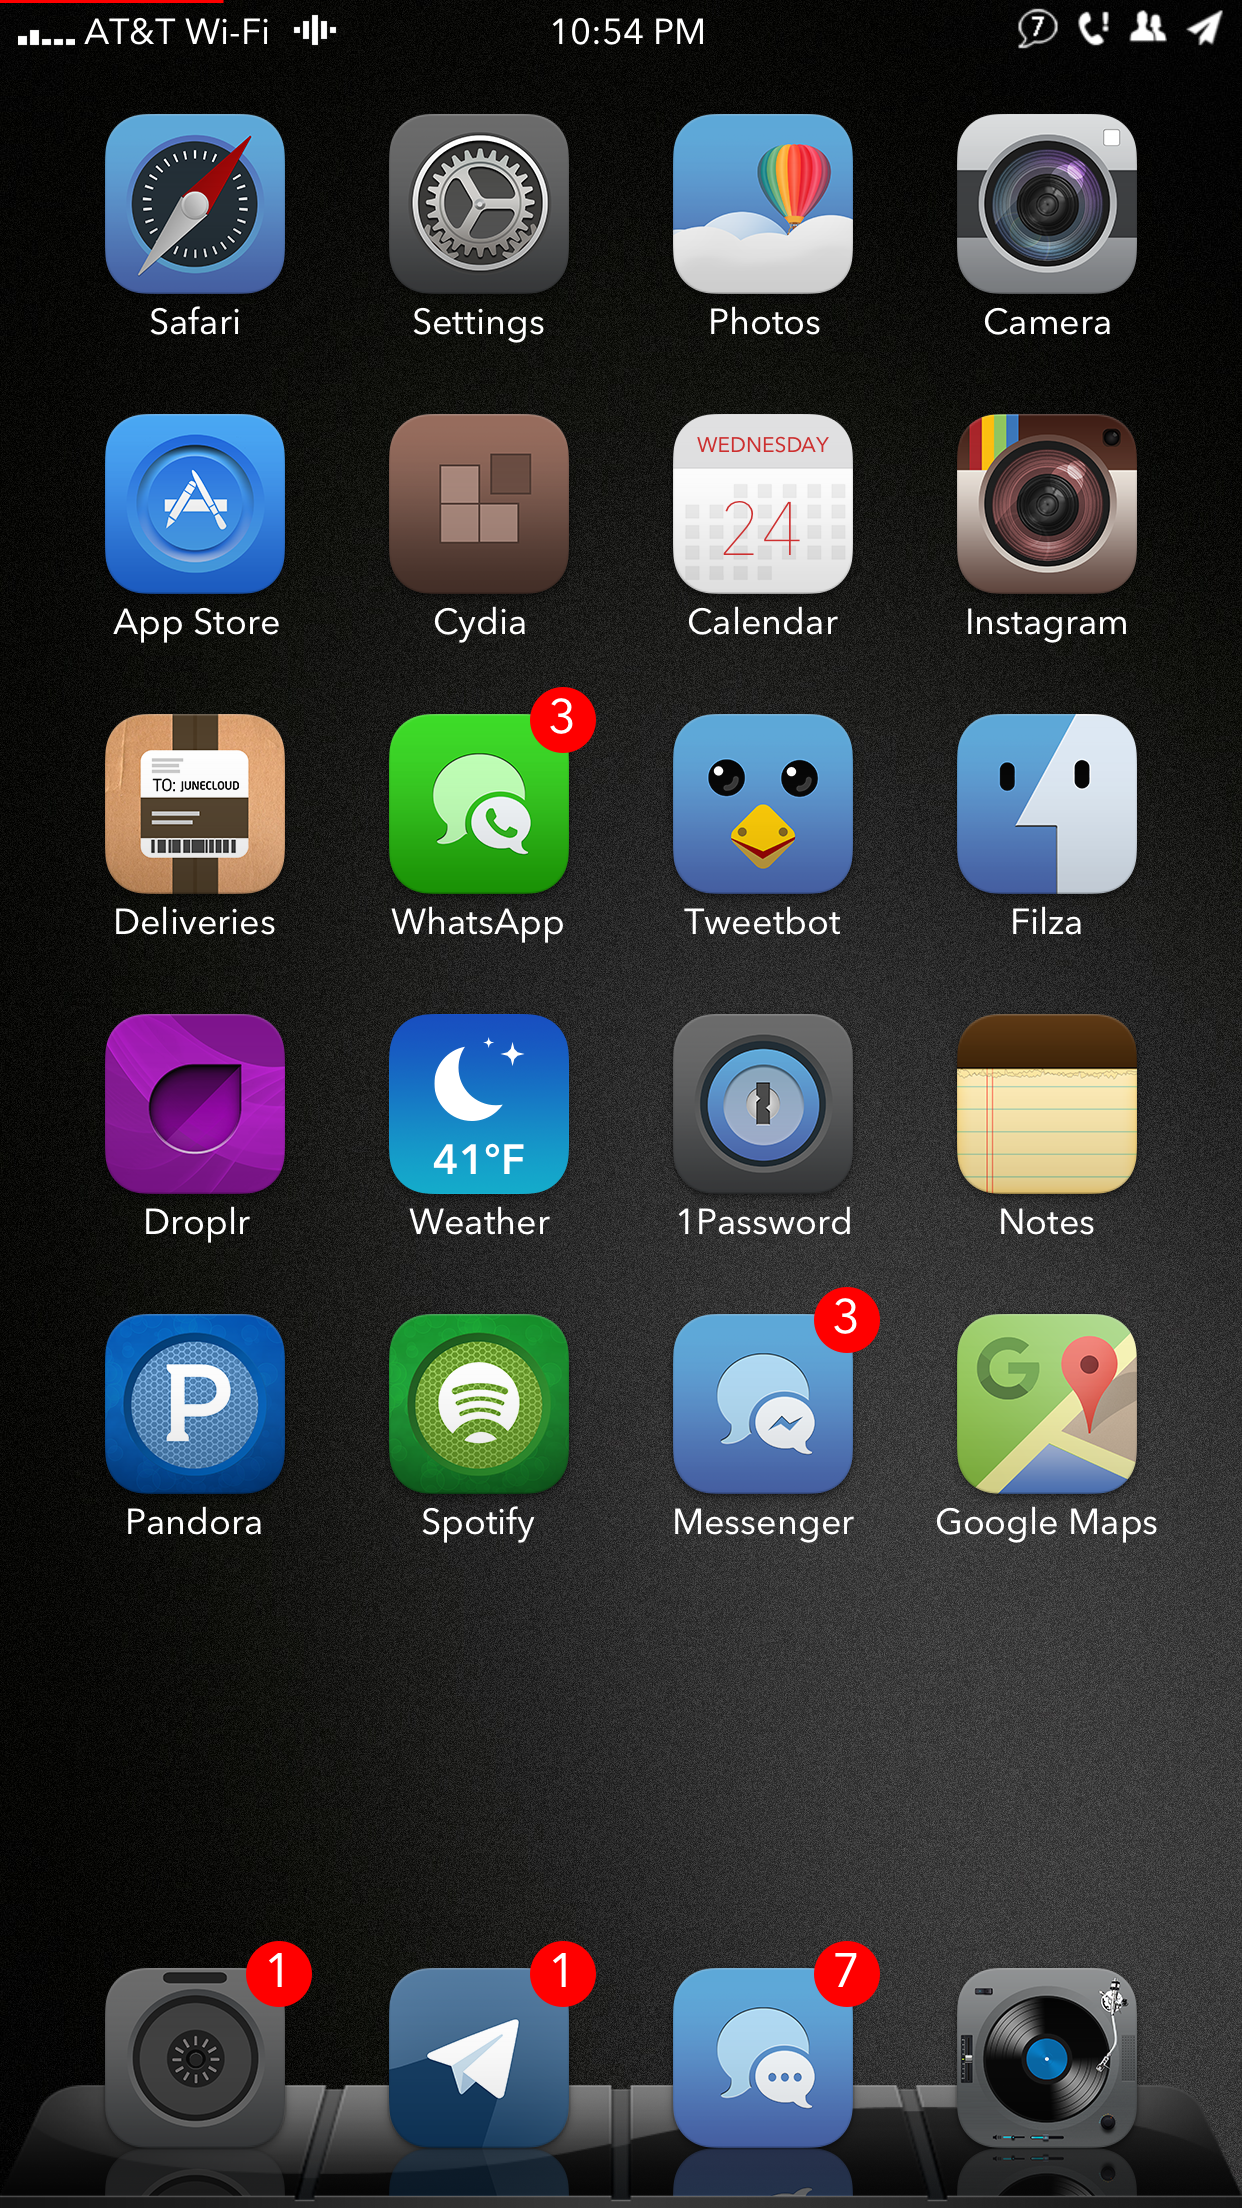 AT&T Wi-Fi 10:54 PM 7
Safari Settings Photos Camera
WEDNESDAY
24
App Store Cydia Calendar Instagram
3
TO: JUNECLOUD
Deliveries WhatsApp Tweetbot Filza
41°F
Droplr Weather 1Password Notes
3
P G
Pandora Spotify Messenger Google Maps
1 1 7